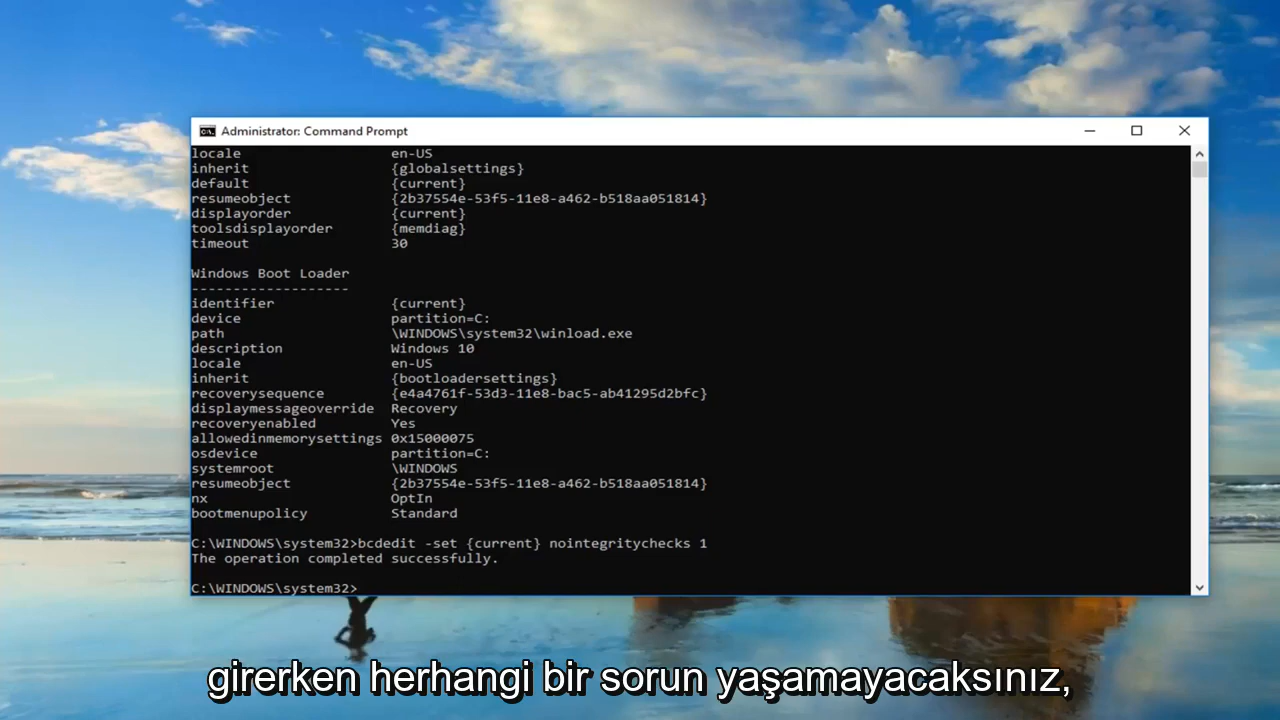 Administrator: Command Prompt
locale en-US
inherit {globalsettings}
default {current}
resumeobject {2b37554e-53f5-11e8-a462-b518aa051814}
displayorder {current}
toolsdisplayorder {memdiag}
timeout 30
Windows Boot Loader
-------------------
identifier {current}
device partition=C:
path \WINDOWS\system32\winload.exe
description Windows 10
locale en-US
inherit {bootloadersettings}
recoverysequence {e4a4761f-53d3-11e8-bac5-ab41295d2bfc}
displaymessageoverride Recovery
recoveryenabled Yes
allowedinmemorysettings 0x15000075
osdevice partition=C:
systemroot \WINDOWS
resumeobject {2b37554e-53f5-11e8-a462-b518aa051814}
nx OptIn
bootmenupolicy Standard
C:\WINDOWS\system32>bcdedit -set {current} nointegritychecks 1
The operation completed successfully.
C:\WINDOWS\system32>
girerken herhangi bir sorun yaşamayacaksınız,